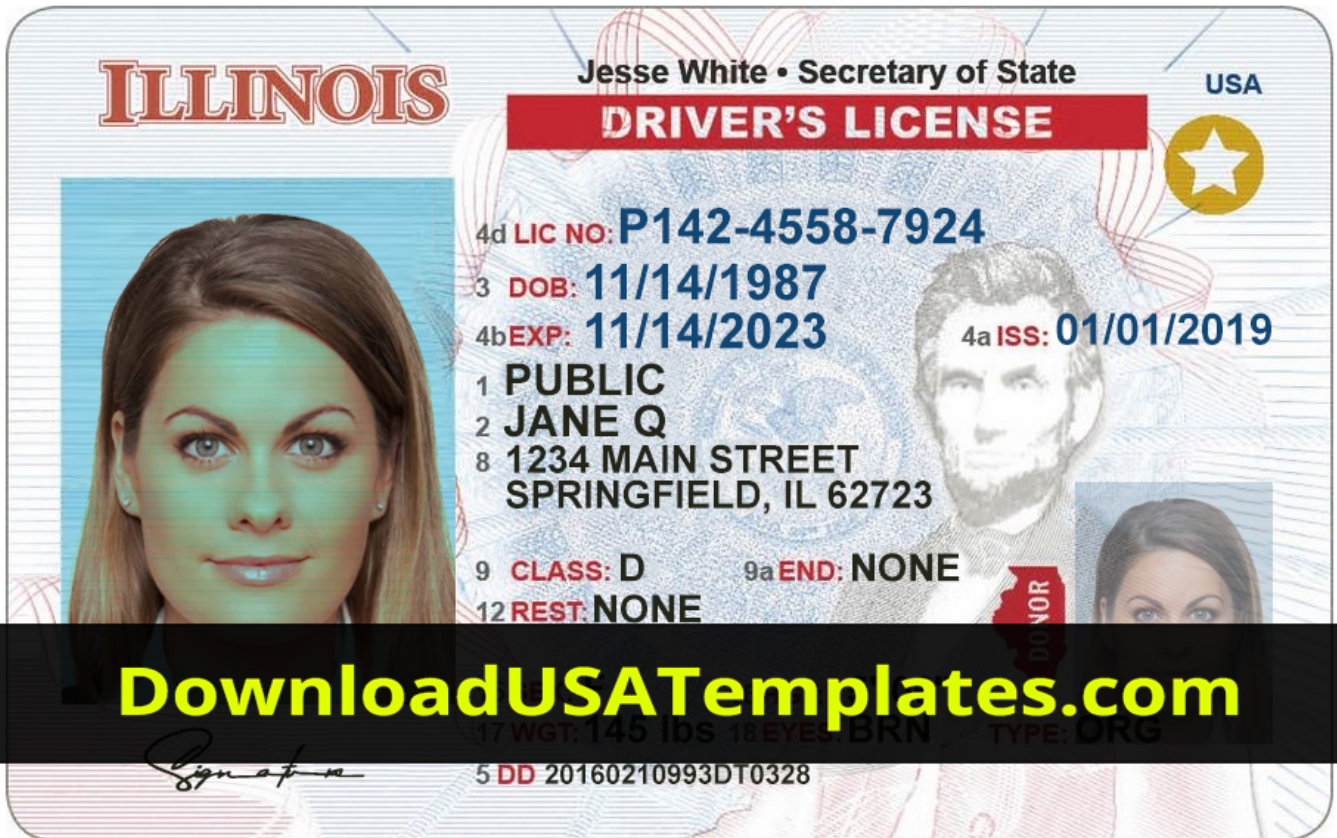 ILLINOIS
Jesse White • Secretary of State
USA
DRIVER'S LICENSE
4d LIC NO: P142-4558-7924
3 DOB: 11/14/1987
4b EXP: 11/14/2023 4a ISS: 01/01/2019
1 PUBLIC
2 JANE Q
8 1234 MAIN STREET
SPRINGFIELD, IL 62723
9 CLASS: D 9a END: NONE
12 REST: NONE
DONOR
DownloadUSATemplates.com
17 WGT: 145 lbs 18 EYES: BRN TYPE: ORG
Signature
5 DD 20160210993DT0328